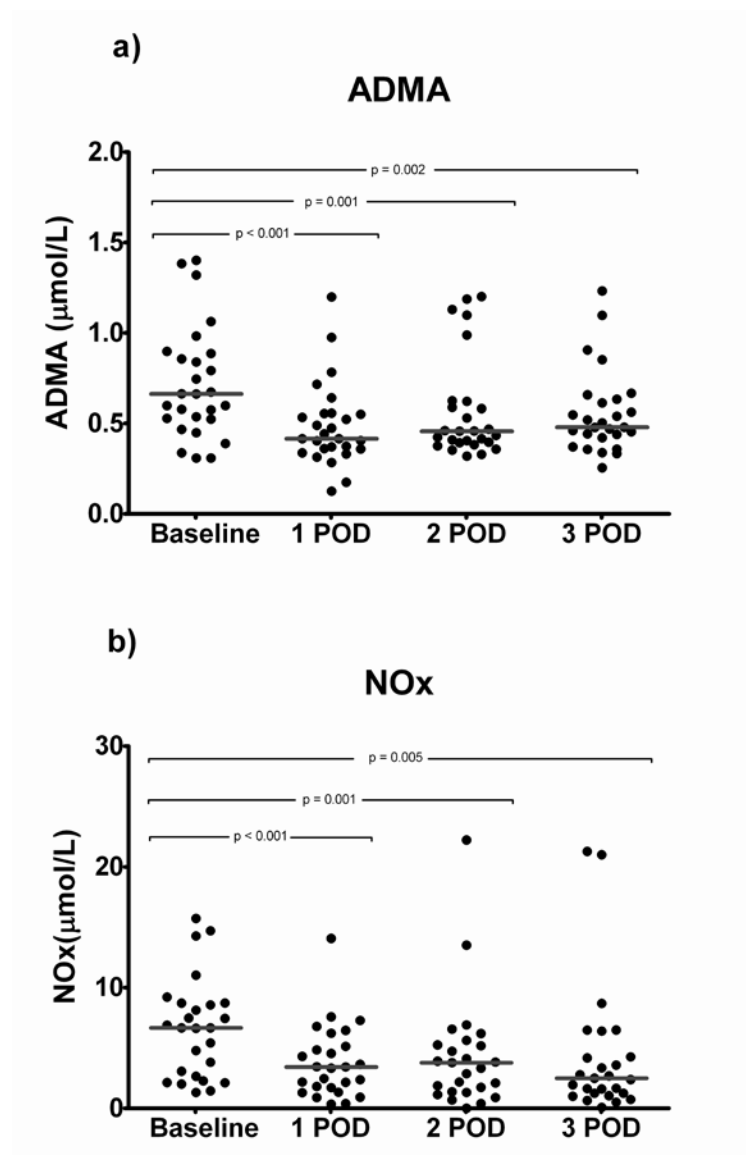 a)
ADMA
2.0
p = 0.002
p = 0.001
p < 0.001
1.5
1.0
0.5
0.0
ADMA (μmol/L)
Baseline 1 POD 2 POD 3 POD
b)
NOx
30
p = 0.005
p = 0.001
p < 0.001
20
10
0
NOx(μmol/L)
Baseline 1 POD 2 POD 3 POD